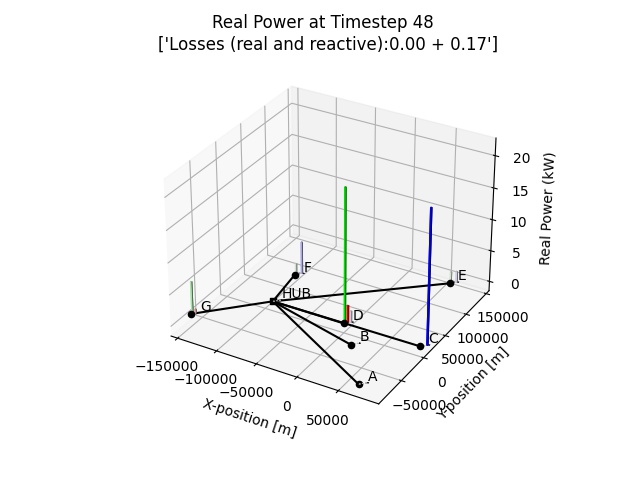 Real Power at Timestep 48
['Losses (real and reactive):0.00 + 0.17']
20
15
10
5
0
Real Power (kW)
F
E
HUB
G
D
B
C
A
150000
100000
50000
0
−50000
Y-position [m]
−150000
−100000
−50000
0
50000
X-position [m]